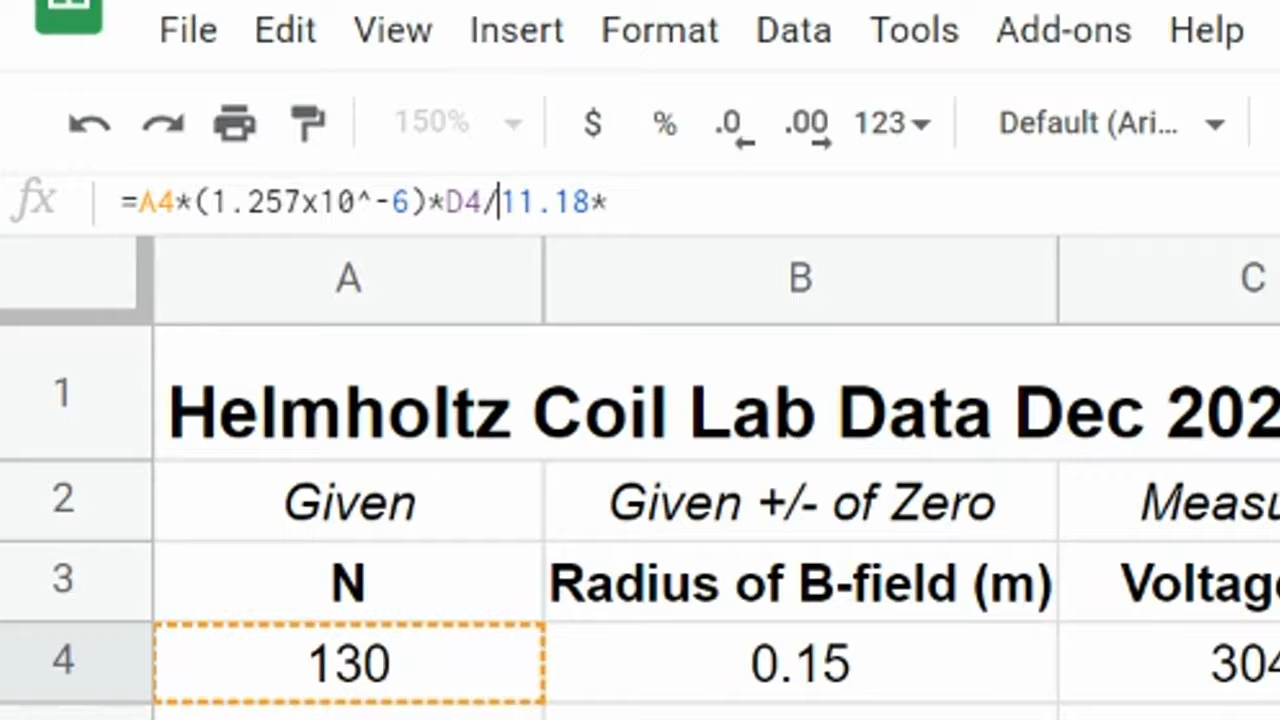 File Edit View Insert Format Data Tools Add-ons Help
150% $ % .0 .00 123 Default (Ari...
fx =A4*(1.257x10^-6)*D4/11.18*
A B C
1 Helmholtz Coil Lab Data Dec 202
2 Given Given +/- of Zero Measu
3 N Radius of B-field (m) Voltage
4 130 0.15 304